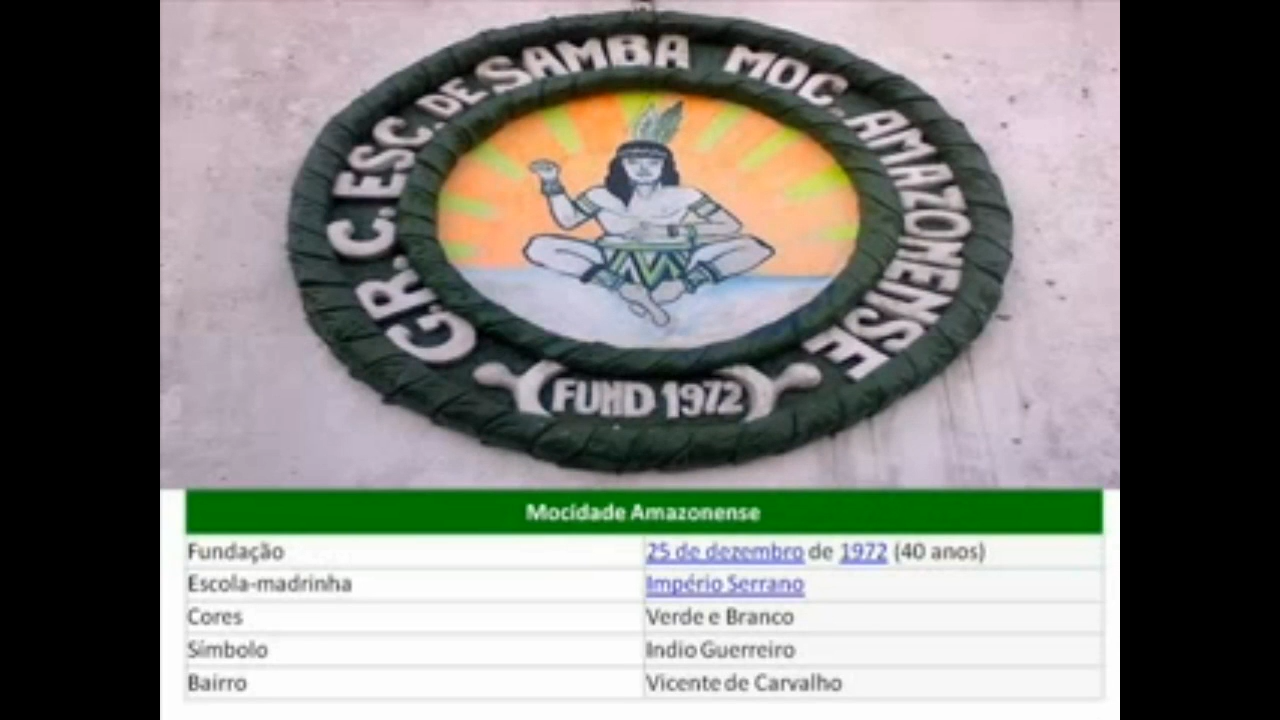 G.R.C. ESC. DE SAMBA MOC. AMAZONENSE
FUND 1972
Mocidade Amazonense
Fundação 25 de dezembro de 1972 (40 anos)
Escola-madrinha Império Serrano
Cores Verde e Branco
Símbolo Indio Guerreiro
Bairro Vicente de Carvalho